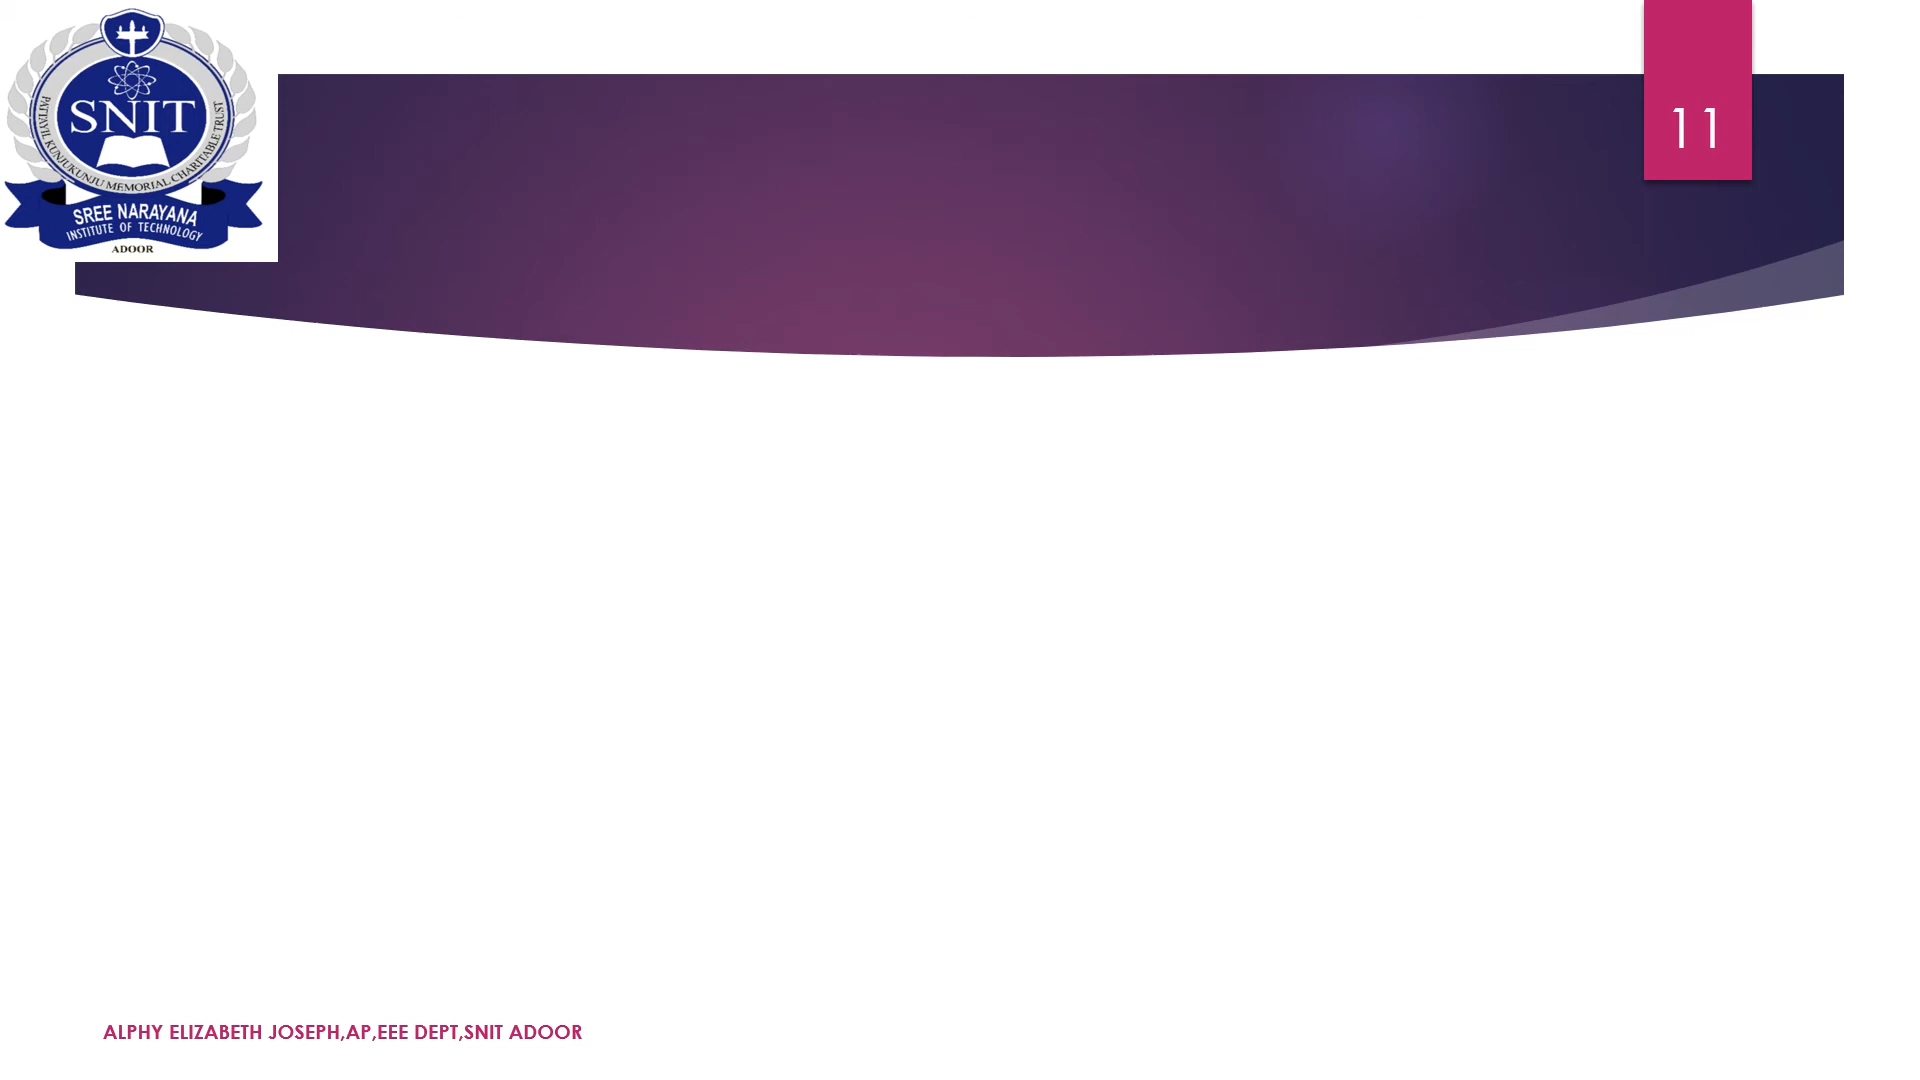 SNIT
PATTAYIL KUNJUKUNJU MEMORIAL CHARITABLE TRUST
SREE NARAYANA
INSTITUTE OF TECHNOLOGY
ADOOR
11
ALPHY ELIZABETH JOSEPH,AP,EEE DEPT,SNIT ADOOR